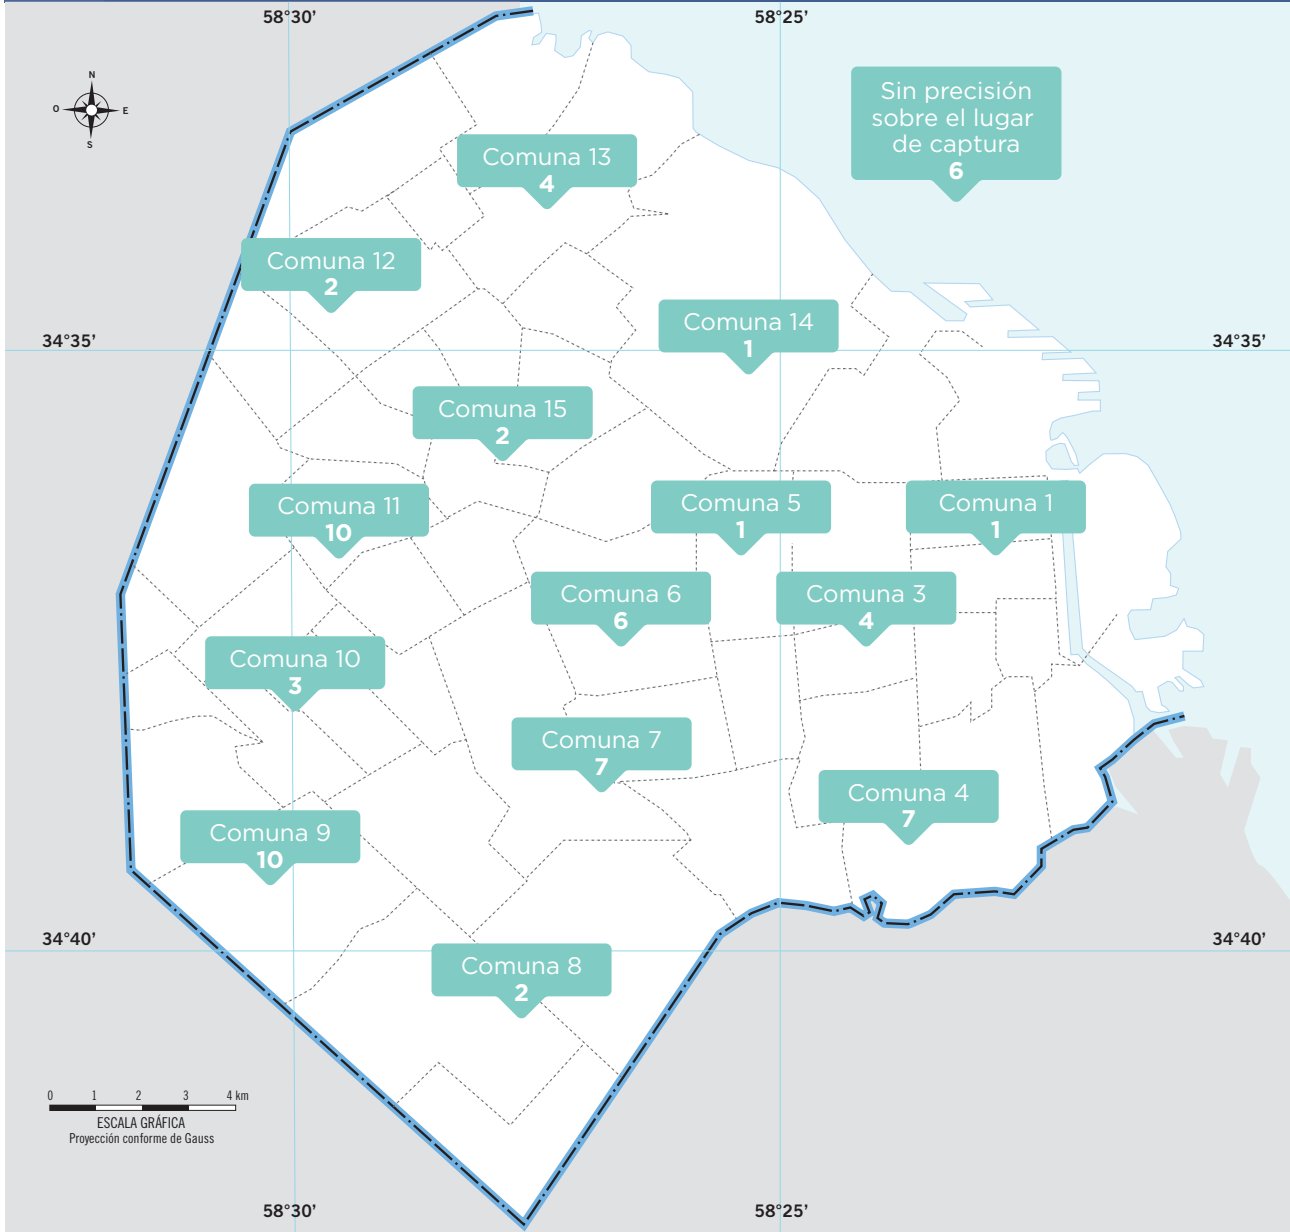 58°30’
58°25’
N
O
E
S
Sin precisión
sobre el lugar
de captura
6
Comuna 13
4
Comuna 12
2
Comuna 14
1
34°35’
34°35’
Comuna 15
2
Comuna 11
10
Comuna 5
1
Comuna 1
1
Comuna 6
6
Comuna 3
4
Comuna 10
3
Comuna 7
7
Comuna 4
7
Comuna 9
10
34°40’
34°40’
Comuna 8
2
0 1 2 3 4 km
ESCALA GRÁFICA
Proyección conforme de Gauss
58°30’
58°25’